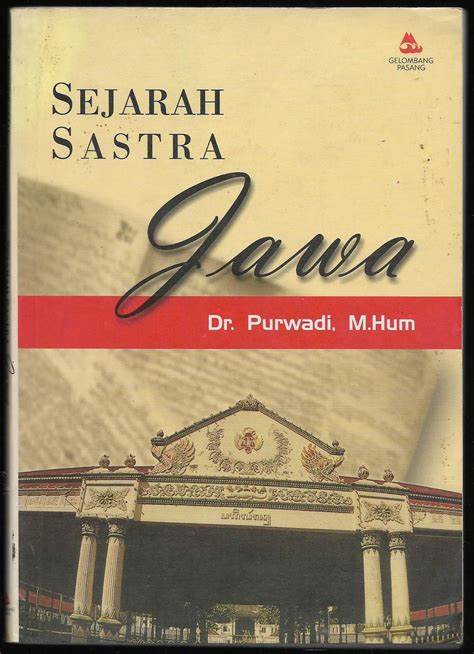 GELOMBANG
PASANG
SEJARAH
SASTRA
Jawa
Dr. Purwadi, M.Hum